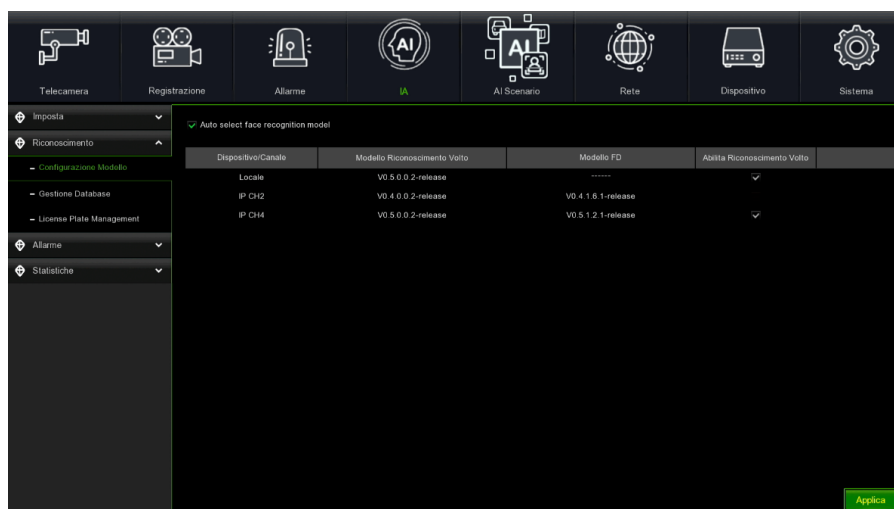 Telecamera Registrazione Allarme IA AI Scenario Rete Dispositivo Sistema
Imposta
Riconoscimento
Configurazione Modello
Gestione Database
License Plate Management
Allarme
Statistiche
Auto select face recognition model
Dispositivo/Canale Modello Riconoscimento Volto Modello FD Abilita Riconoscimento Volto
Locale V0.5.0.0.2-release ------
IP CH2 V0.4.0.0.2-release V0.4.1.6.1-release
IP CH4 V0.5.0.0.2-release V0.5.1.2.1-release
Applica